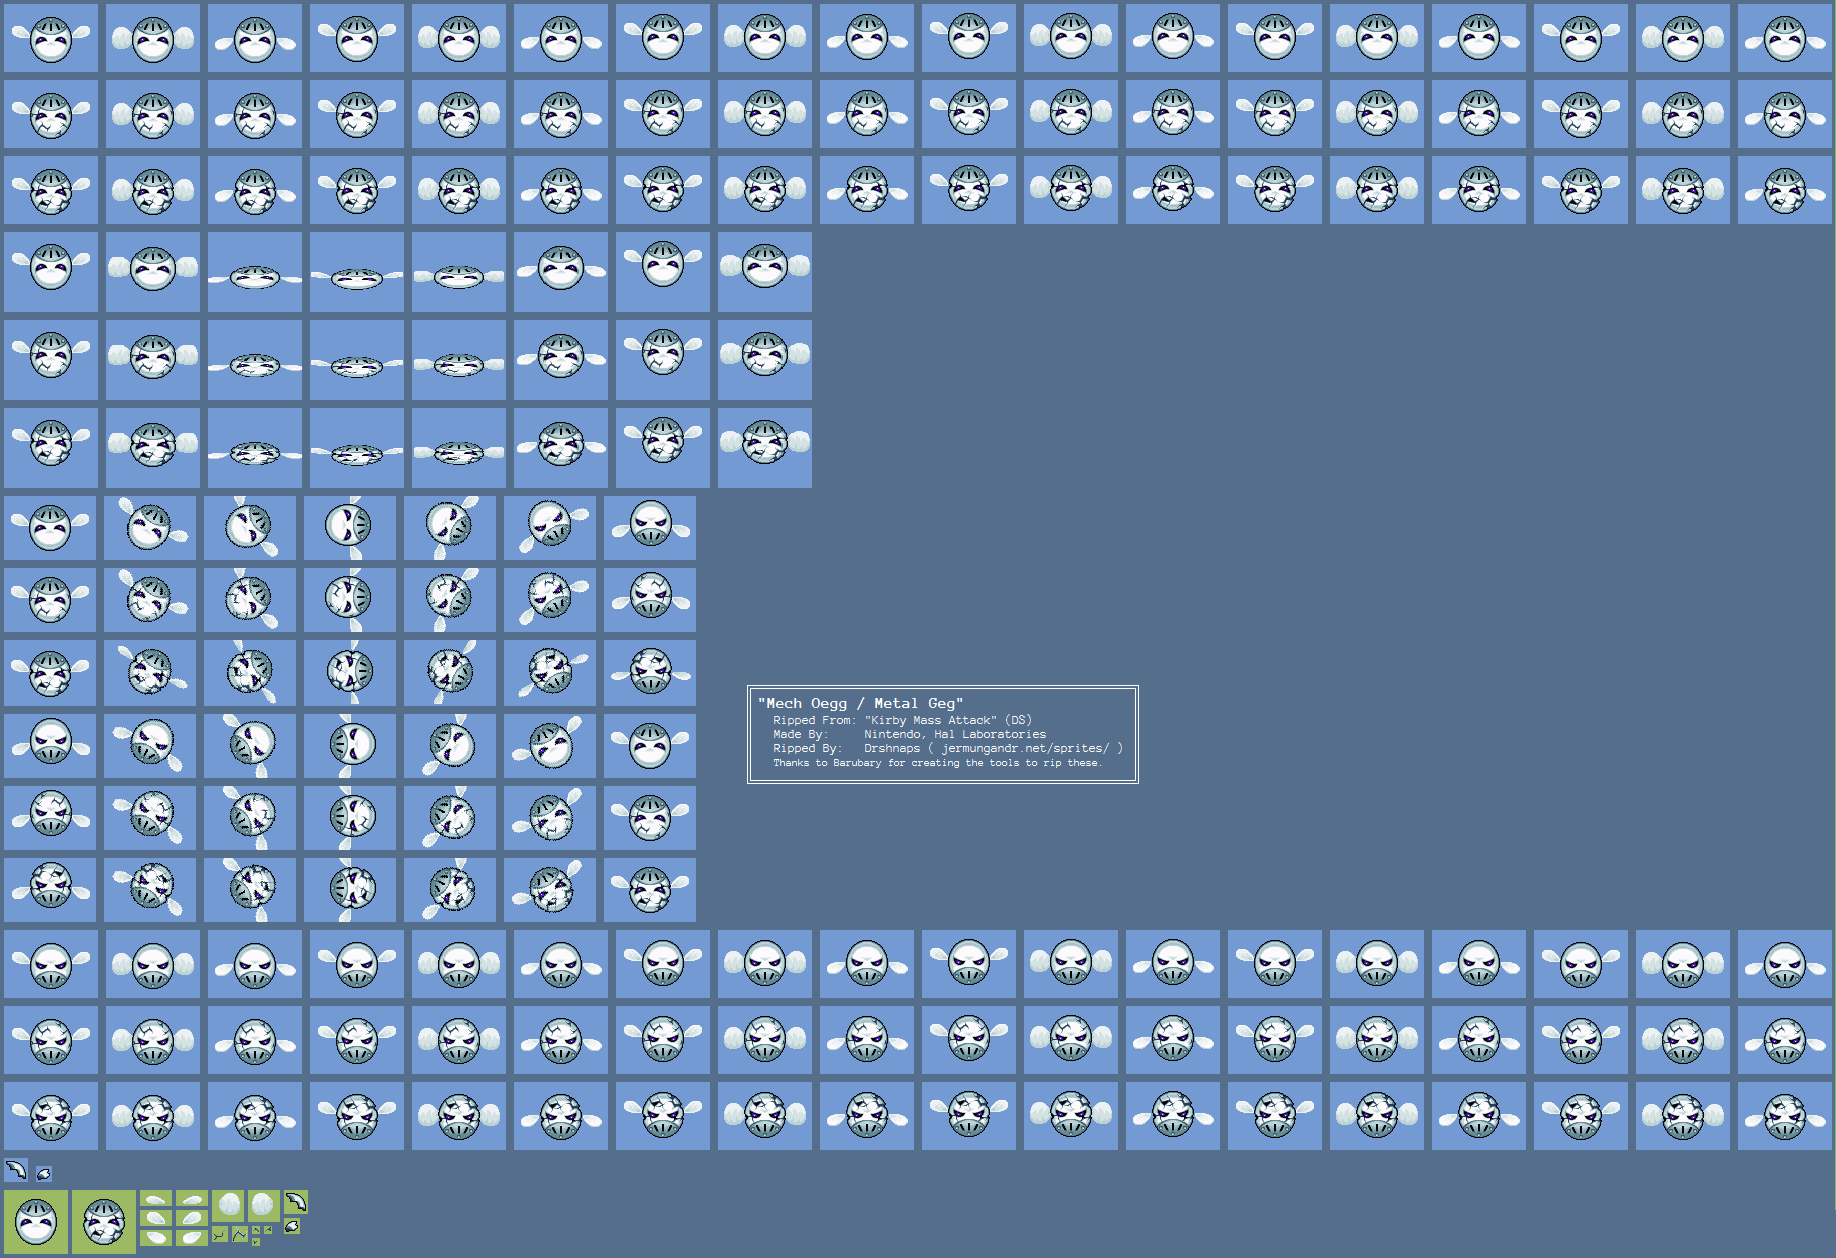 "Mech Oegg / Metal Geg"
Ripped From: "Kirby Mass Attack" (DS)
Made By: Nintendo, Hal Laboratories
Ripped By: Drshnaps ( jermungandr.net/sprites/ )
Thanks to Barubary for creating the tools to rip these.